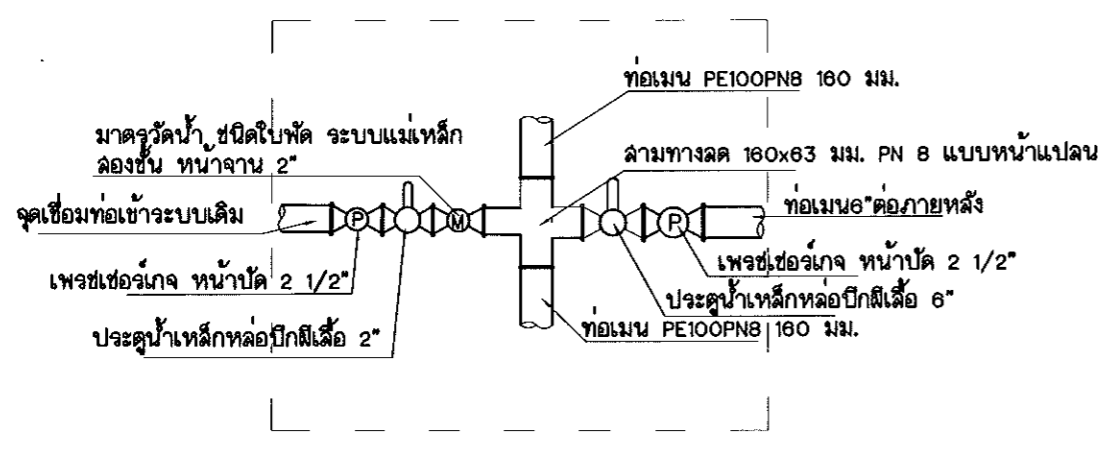 ท่อเมน PE100PN8 160 มม.
มาตรวัดน้ำ ชนิดใบพัด ระบบแม่เหล็ก
สองชั้น หน้าจาน 2"
สามทางลด 160x63 มม. PN 8 แบบหน้าแปลน
จุดเชื่อมท่อเข้าระบบเดิม
ท่อเมน6"ต่อภายหลัง
P
M
P
เพรชเชอร์เกจ หน้าปัด 2 1/2"
เพรชเชอร์เกจ หน้าปัด 2 1/2"
ประตูน้ำเหล็กหล่อปีกผีเสื้อ 6"
ประตูน้ำเหล็กหล่อปีกผีเสื้อ 2"
ท่อเมน PE100PN8 160 มม.